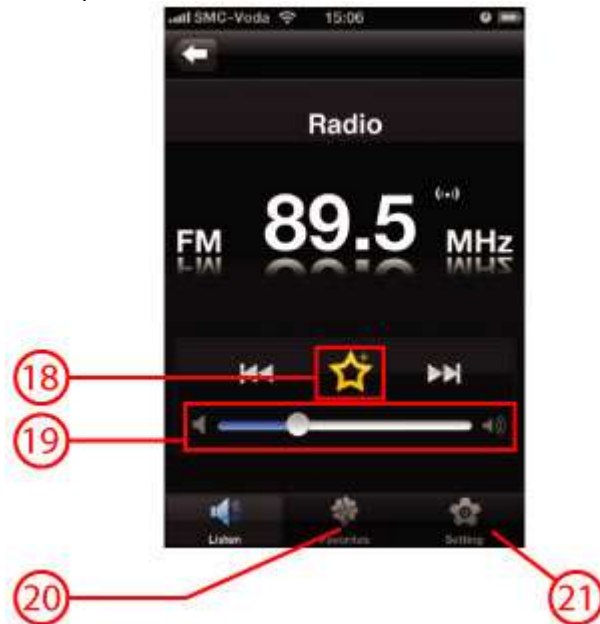 SMC-Voda 15:06
Radio
FM 89.5 MHz
18
19
Listen Favorites Setting
20 21